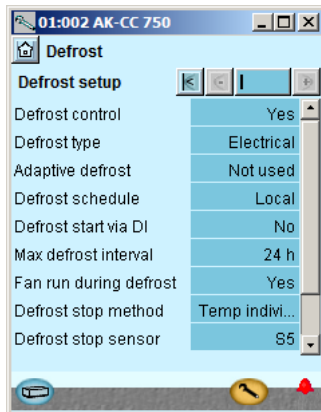 01:002 AK-CC 750
Defrost
Defrost setup
Defrost control Yes
Defrost type Electrical
Adaptive defrost Not used
Defrost schedule Local
Defrost start via DI No
Max defrost interval 24 h
Fan run during defrost Yes
Defrost stop method Temp indivi...
Defrost stop sensor S5